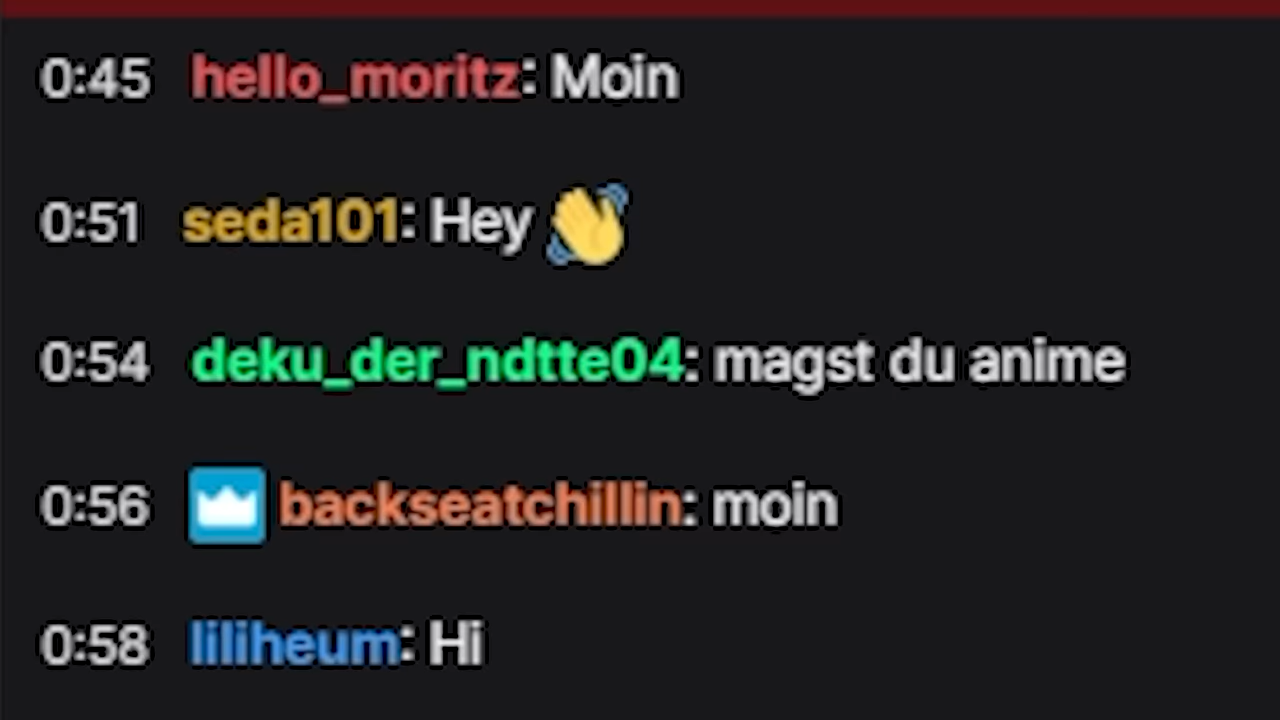 0:45 hello_moritz: Moin
0:51 seda101: Hey 👋
0:54 deku_der_ndtte04: magst du anime
0:56 backseatchillin: moin
0:58 liliheum: Hi